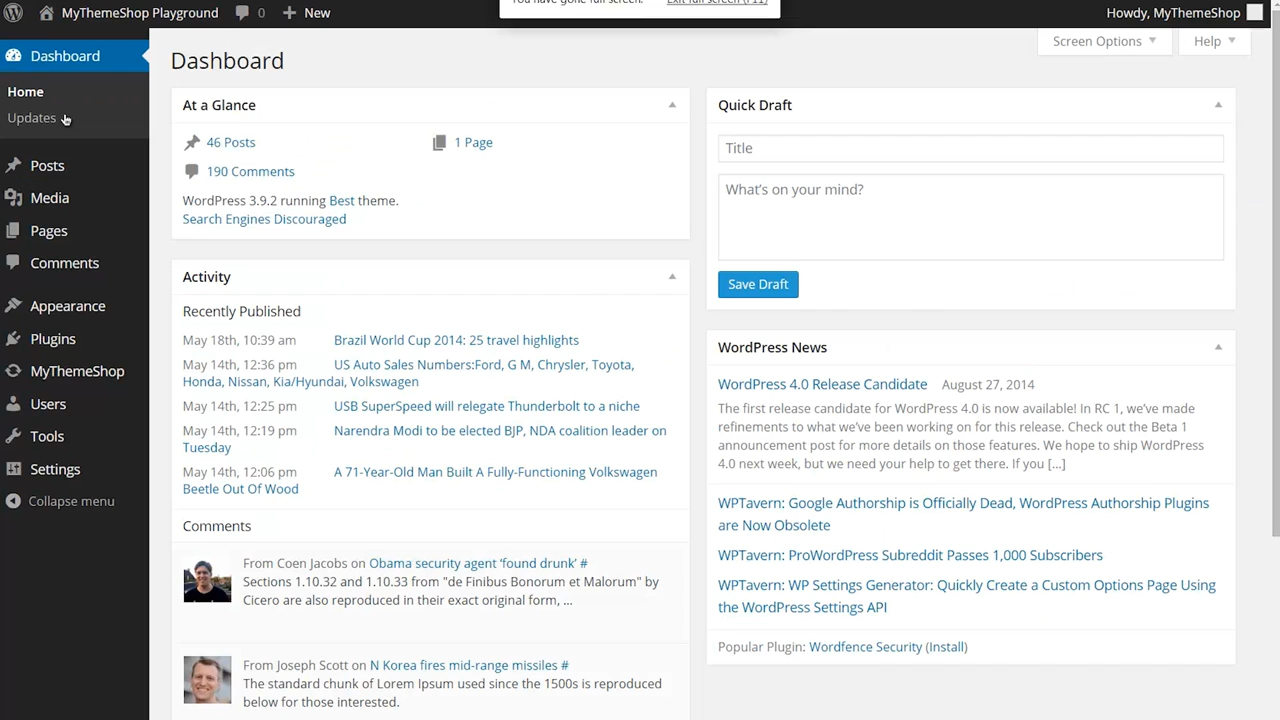 MyThemeShop Playground
0
New
You have gone full screen.
Exit full screen (F11)
Howdy, MyThemeShop
Dashboard
Home
Updates
Posts
Media
Pages
Comments
Appearance
Plugins
MyThemeShop
Users
Tools
Settings
Collapse menu
Screen Options
Help
Dashboard
At a Glance
46 Posts
1 Page
190 Comments
WordPress 3.9.2 running Best theme.
Search Engines Discouraged
Activity
Recently Published
May 18th, 10:39 am Brazil World Cup 2014: 25 travel highlights
May 14th, 12:36 pm US Auto Sales Numbers:Ford, G M, Chrysler, Toyota,
Honda, Nissan, Kia/Hyundai, Volkswagen
May 14th, 12:25 pm USB SuperSpeed will relegate Thunderbolt to a niche
May 14th, 12:19 pm Narendra Modi to be elected BJP, NDA coalition leader on
Tuesday
May 14th, 12:06 pm A 71-Year-Old Man Built A Fully-Functioning Volkswagen
Beetle Out Of Wood
Comments
From Coen Jacobs on Obama security agent ‘found drunk’ #
Sections 1.10.32 and 1.10.33 from "de Finibus Bonorum et Malorum" by
Cicero are also reproduced in their exact original form, ...
From Joseph Scott on N Korea fires mid-range missiles #
The standard chunk of Lorem Ipsum used since the 1500s is reproduced
below for those interested.
Quick Draft
Title
What’s on your mind?
Save Draft
WordPress News
WordPress 4.0 Release Candidate August 27, 2014
The first release candidate for WordPress 4.0 is now available! In RC 1, we’ve made
refinements to what we’ve been working on for this release. Check out the Beta 1
announcement post for more details on those features. We hope to ship WordPress
4.0 next week, but we need your help to get there. If you [...]
WPTavern: Google Authorship is Officially Dead, WordPress Authorship Plugins
are Now Obsolete
WPTavern: ProWordPress Subreddit Passes 1,000 Subscribers
WPTavern: WP Settings Generator: Quickly Create a Custom Options Page Using
the WordPress Settings API
Popular Plugin: Wordfence Security (Install)